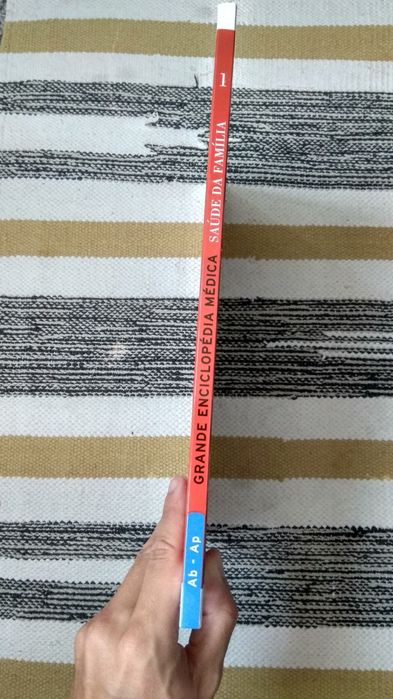 Ab - Ap
GRANDE ENCICLOPÉDIA MÉDICA
SAÚDE DA FAMÍLIA
1